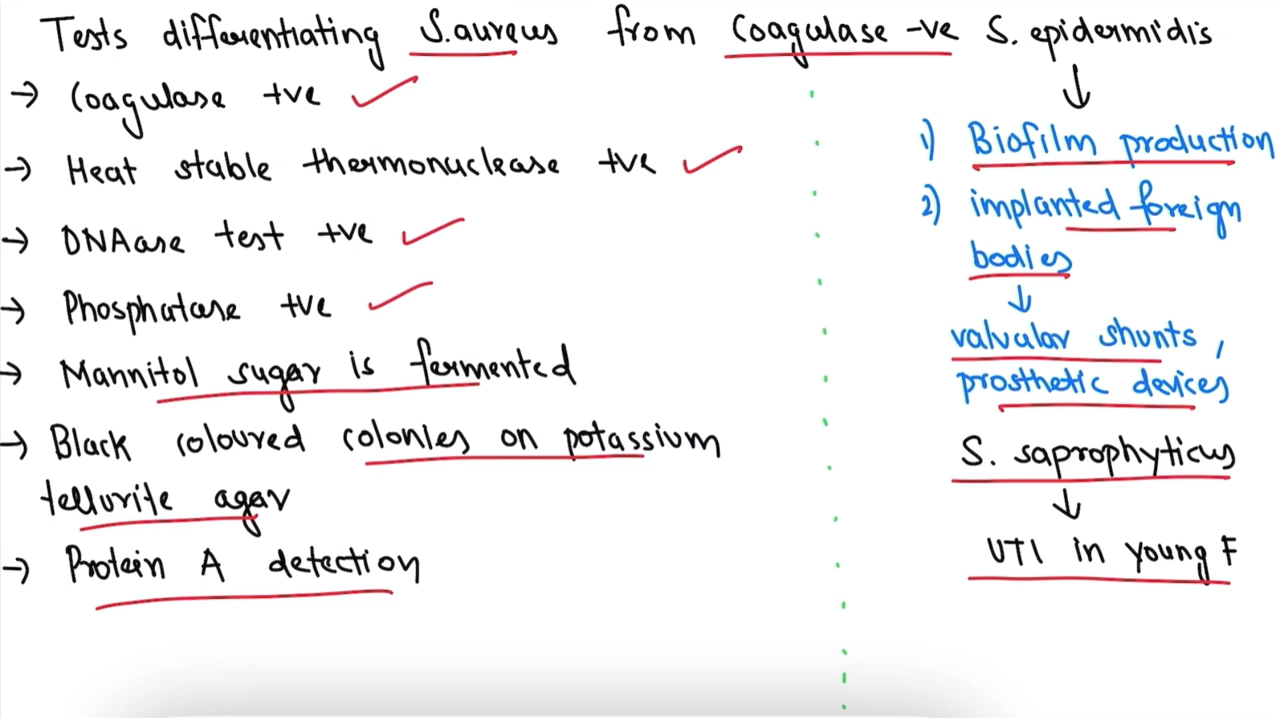 Tests differentiating S.aureus from Coagulase -ve S. epidermidis
→ Coagulase +ve ✓
→ Heat stable thermonuclease +ve ✓
→ DNAase test +ve ✓
→ Phosphatase +ve ✓
→ Mannitol sugar is fermented
→ Black coloured colonies on potassium
tellurite agar
→ Protein A detection
↓
1) Biofilm production
2) implanted foreign
bodies
↓
valvular shunts,
prosthetic devices
S. saprophyticus
↓
UTI in young F